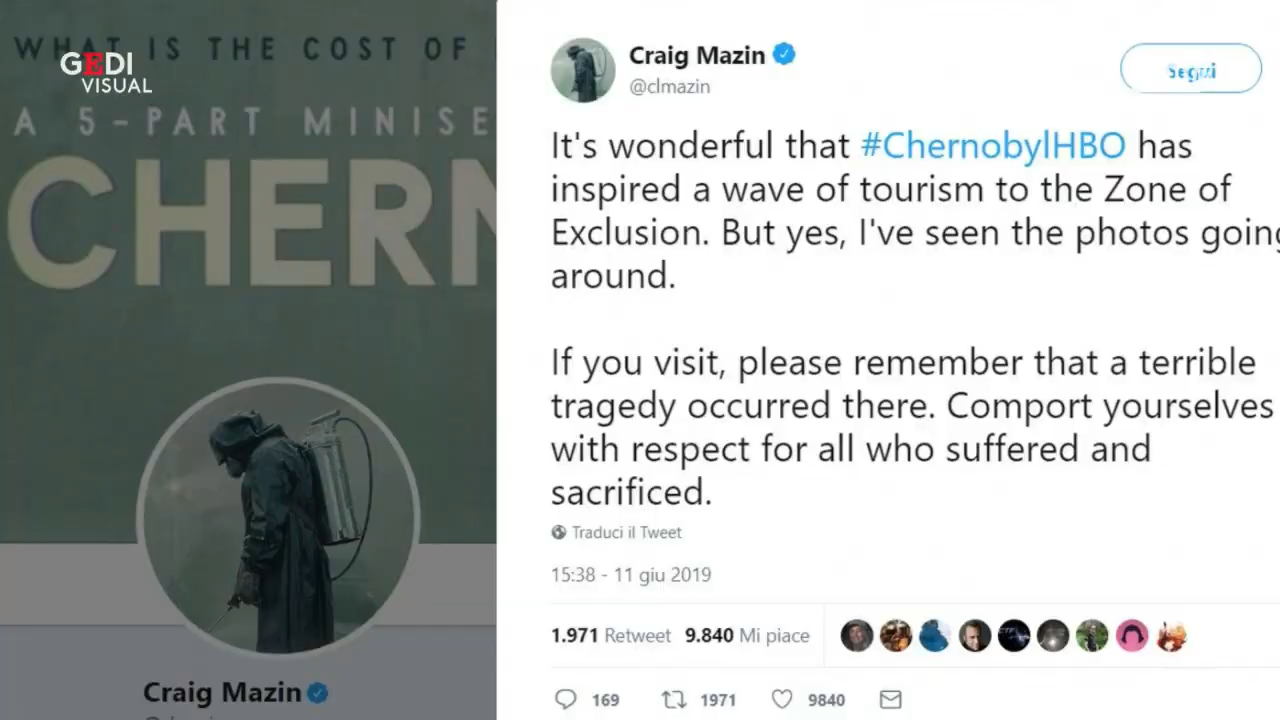 WHAT IS THE COST OF
GEDI
VISUAL
A 5-PART MINISE
CHERN
Craig Mazin
Craig Mazin
@clmazin
Segui
It's wonderful that #ChernobylHBO has
inspired a wave of tourism to the Zone of
Exclusion. But yes, I've seen the photos going
around.
If you visit, please remember that a terrible
tragedy occurred there. Comport yourselves
with respect for all who suffered and
sacrificed.
Traduci il Tweet
15:38 - 11 giu 2019
1.971 Retweet 9.840 Mi piace
169 1971 9840